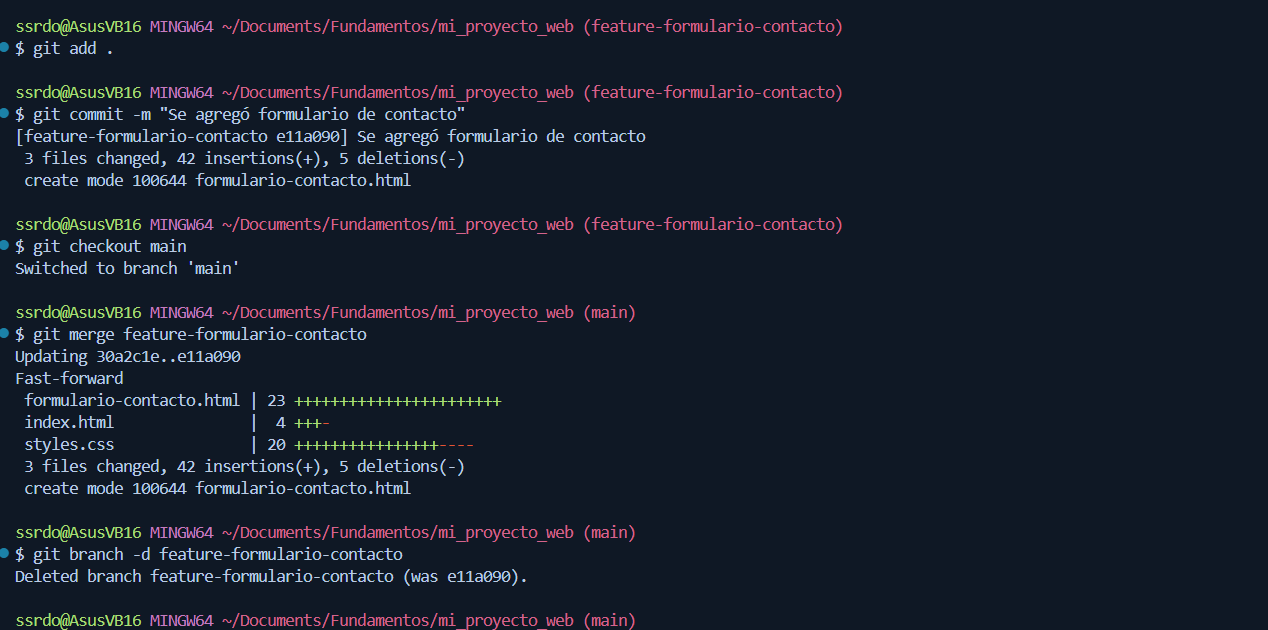 ssrdo@AsusVB16 MINGW64 ~/Documents/Fundamentos/mi_proyecto_web (feature-formulario-contacto)
$ git add .
ssrdo@AsusVB16 MINGW64 ~/Documents/Fundamentos/mi_proyecto_web (feature-formulario-contacto)
$ git commit -m "Se agregó formulario de contacto"
[feature-formulario-contacto e11a090] Se agregó formulario de contacto
 3 files changed, 42 insertions(+), 5 deletions(-)
 create mode 100644 formulario-contacto.html
ssrdo@AsusVB16 MINGW64 ~/Documents/Fundamentos/mi_proyecto_web (feature-formulario-contacto)
$ git checkout main
Switched to branch 'main'
ssrdo@AsusVB16 MINGW64 ~/Documents/Fundamentos/mi_proyecto_web (main)
$ git merge feature-formulario-contacto
Updating 30a2c1e..e11a090
Fast-forward
 formulario-contacto.html | 23 +++++++++++++++++++++++
 index.html               |  4 +++-
 styles.css               | 20 ++++++++++++++++----
 3 files changed, 42 insertions(+), 5 deletions(-)
 create mode 100644 formulario-contacto.html
ssrdo@AsusVB16 MINGW64 ~/Documents/Fundamentos/mi_proyecto_web (main)
$ git branch -d feature-formulario-contacto
Deleted branch feature-formulario-contacto (was e11a090).
ssrdo@AsusVB16 MINGW64 ~/Documents/Fundamentos/mi_proyecto_web (main)